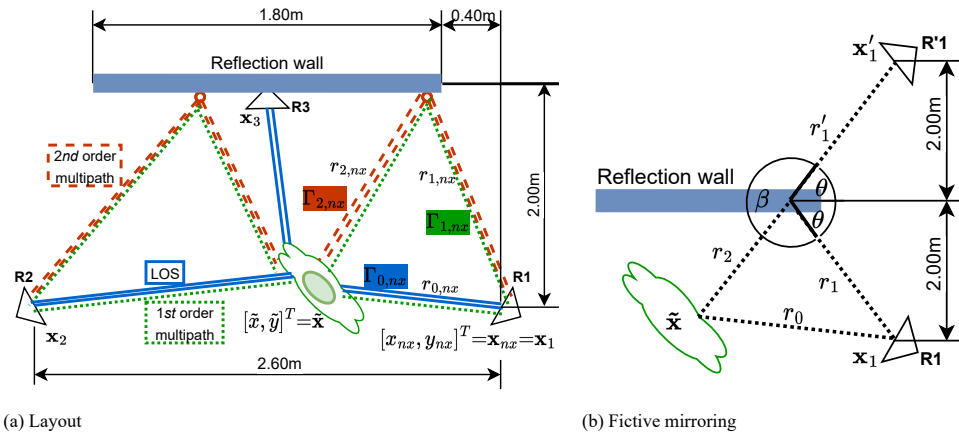 1.80m
0.40m
Reflection wall
R3
x₃
2nd order
multipath
r₂,ₙₓ
r₁,ₙₓ
Γ₂,ₙₓ
Γ₁,ₙₓ
2.00m
R2
LOS
Γ₀,ₙₓ
r₀,ₙₓ
R1
x₂
1st order
multipath
[x̃, ỹ]ᵀ=x̃
[xₙₓ, yₙₓ]ᵀ=xₙₓ=x₁
2.60m
(a) Layout
x′₁
R'1
r′₁
2.00m
Reflection wall
β
θ
θ
r₂
r₁
2.00m
x̃
r₀
x₁
R1
(b) Fictive mirroring